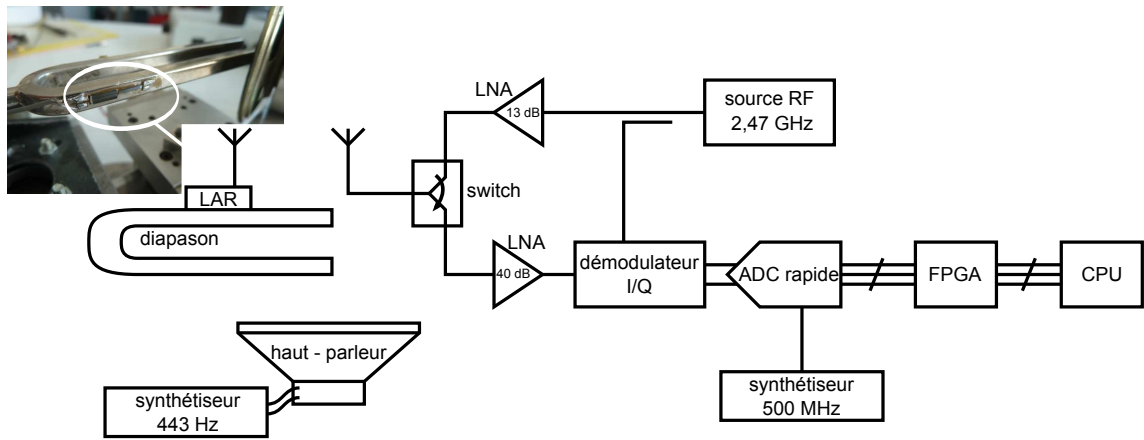 LNA
13 dB
source RF
2,47 GHz
LAR
switch
diapason
LNA
40 dB
démodulateur
I/Q
ADC rapide
FPGA
CPU
haut - parleur
synthétiseur
443 Hz
synthétiseur
500 MHz